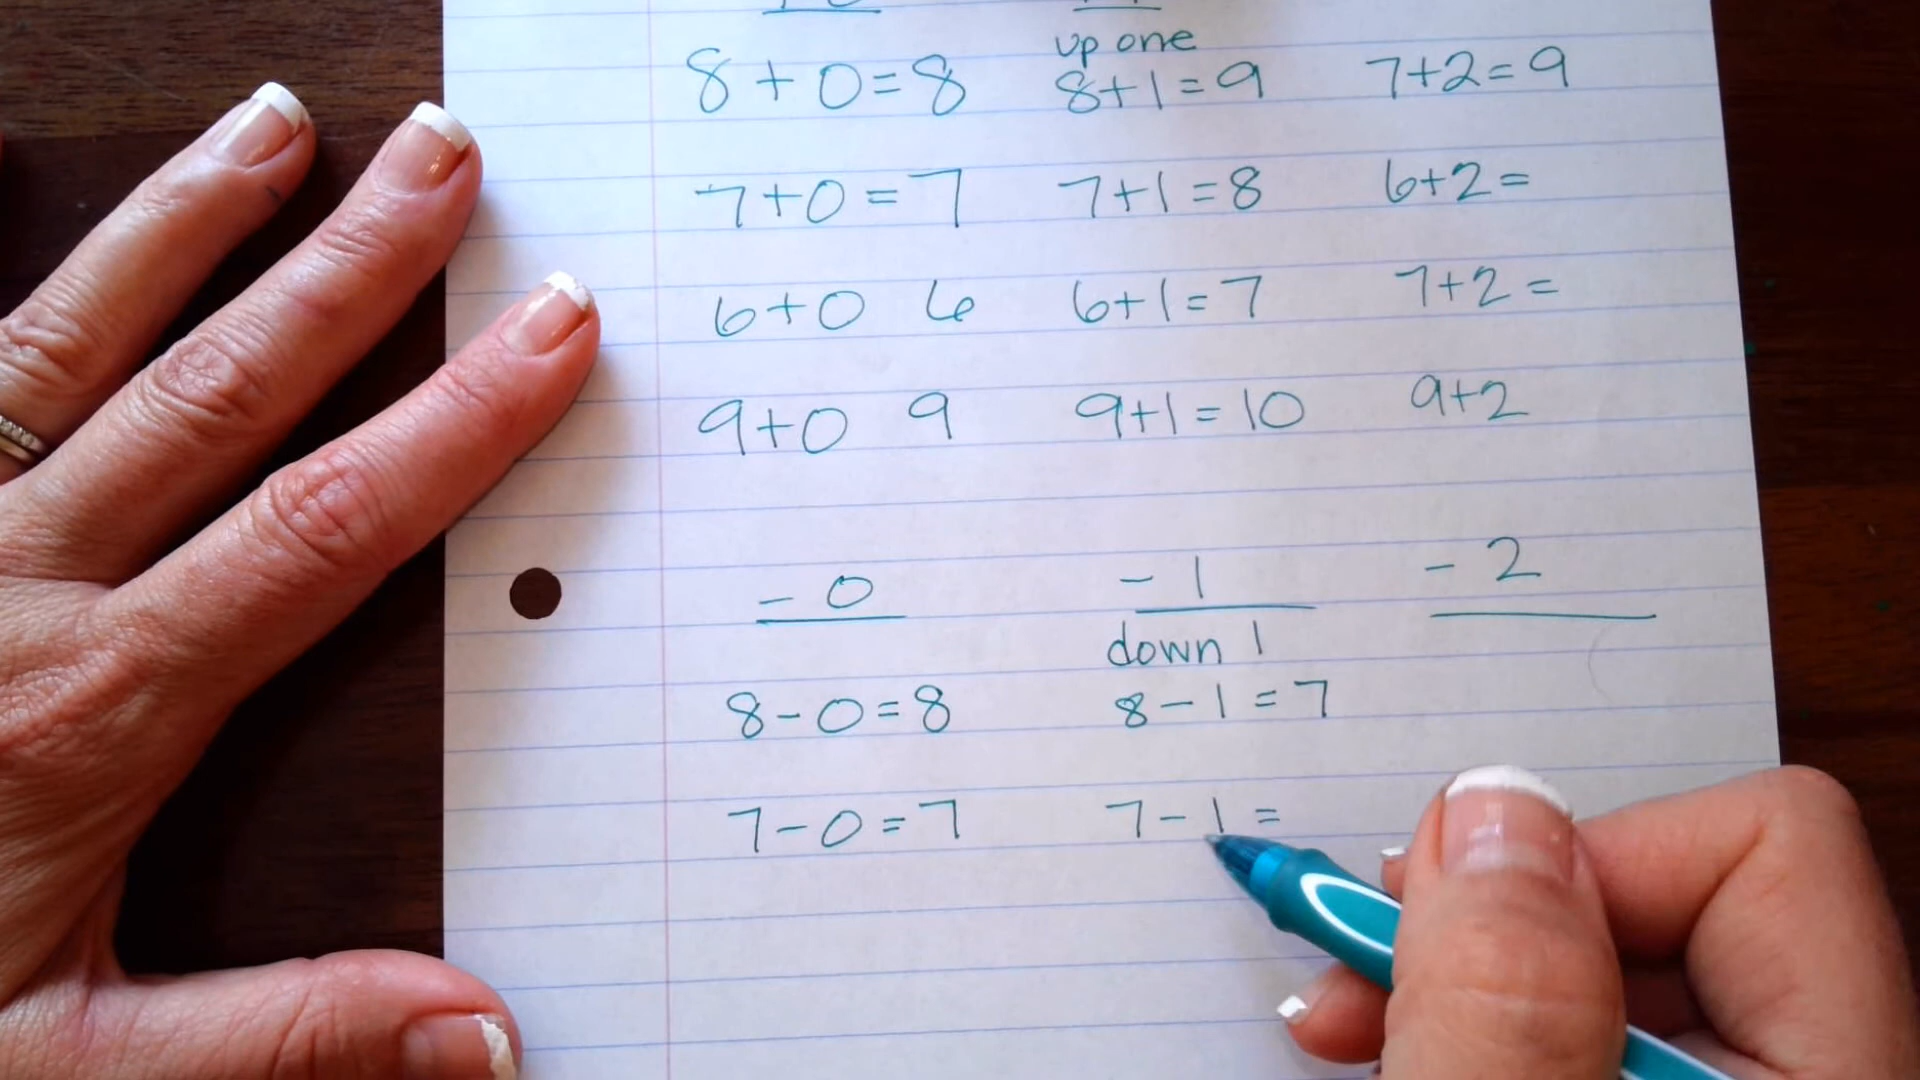 up one
8+0=8 8+1=9 7+2=9
7+0=7 7+1=8 6+2=
6+0 6 6+1=7 7+2=
9+0 9 9+1=10 9+2
-0 -1 -2
down 1
8-0=8 8-1=7
7-0=7 7-1=